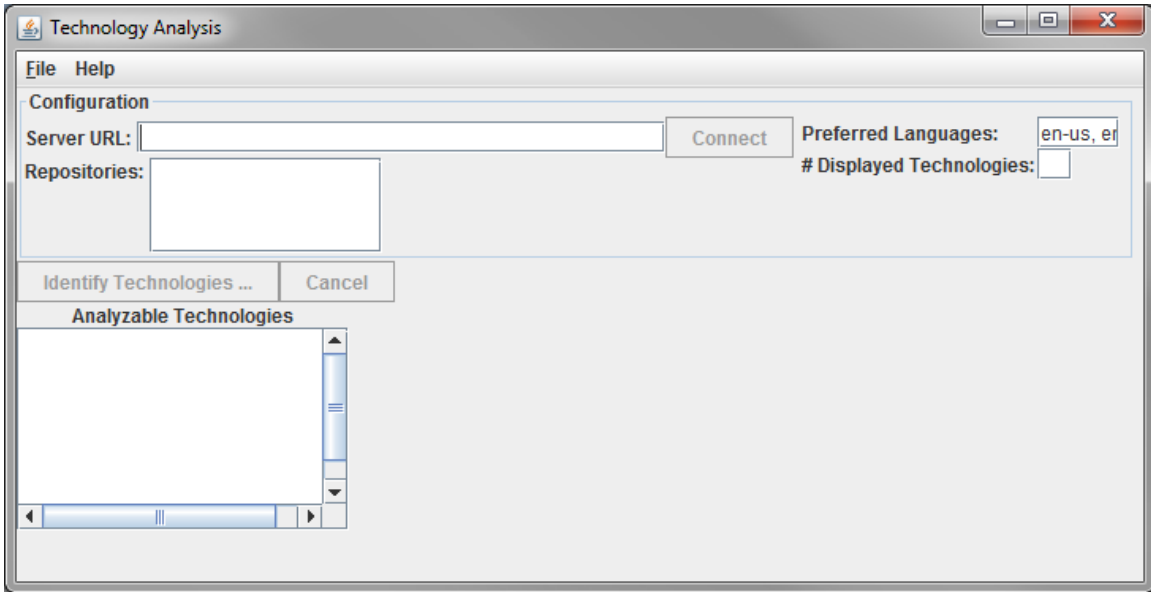 Technology Analysis
File Help
Configuration
Server URL: Connect Preferred Languages: en-us, er
Repositories: # Displayed Technologies:
Identify Technologies ... Cancel
Analyzable Technologies